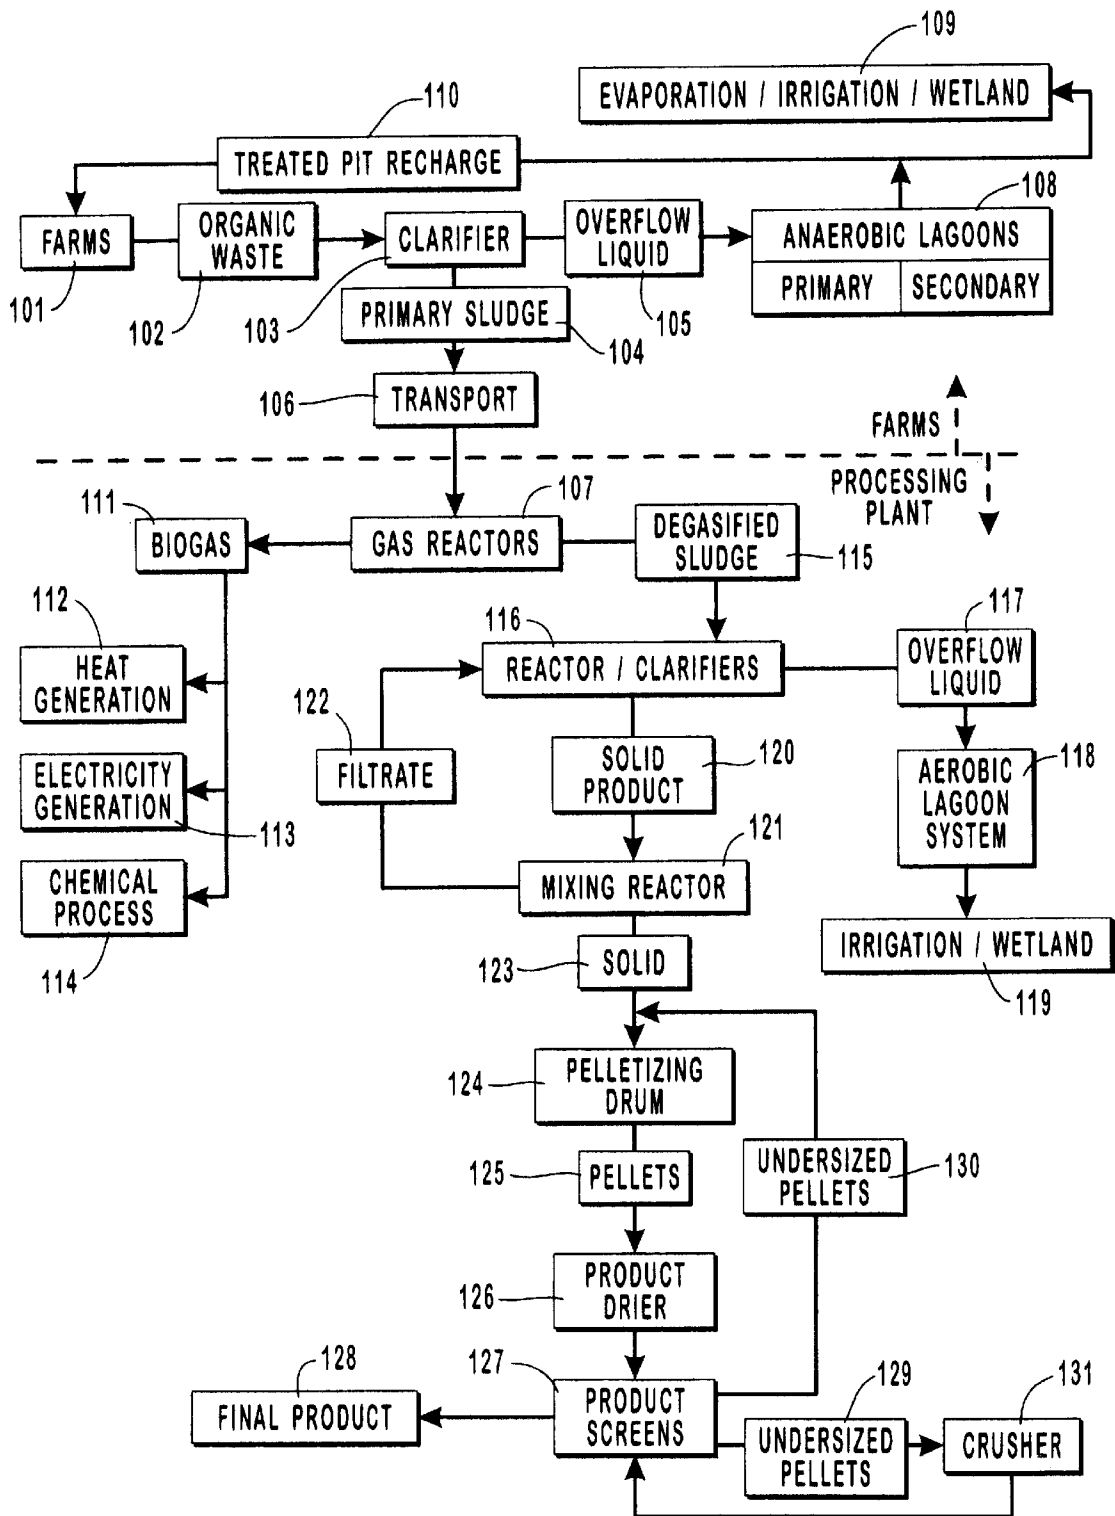 109
EVAPORATION / IRRIGATION / WETLAND
110
TREATED PIT RECHARGE
108
FARMS
ORGANIC
WASTE
CLARIFIER
OVERFLOW
LIQUID
ANAEROBIC LAGOONS
PRIMARY
SECONDARY
101
102
103
PRIMARY SLUDGE
104
105
106
TRANSPORT
FARMS
PROCESSING
PLANT
111
BIOGAS
107
GAS REACTORS
DEGASIFIED
SLUDGE
115
112
HEAT
GENERATION
116
REACTOR / CLARIFIERS
117
OVERFLOW
LIQUID
122
FILTRATE
SOLID
PRODUCT
120
AEROBIC
LAGOON
SYSTEM
118
ELECTRICITY
GENERATION
113
121
MIXING REACTOR
CHEMICAL
PROCESS
114
123
SOLID
IRRIGATION / WETLAND
119
124
PELLETIZING
DRUM
125
PELLETS
UNDERSIZED
PELLETS
130
126
PRODUCT
DRIER
128
FINAL PRODUCT
127
PRODUCT
SCREENS
129
UNDERSIZED
PELLETS
131
CRUSHER